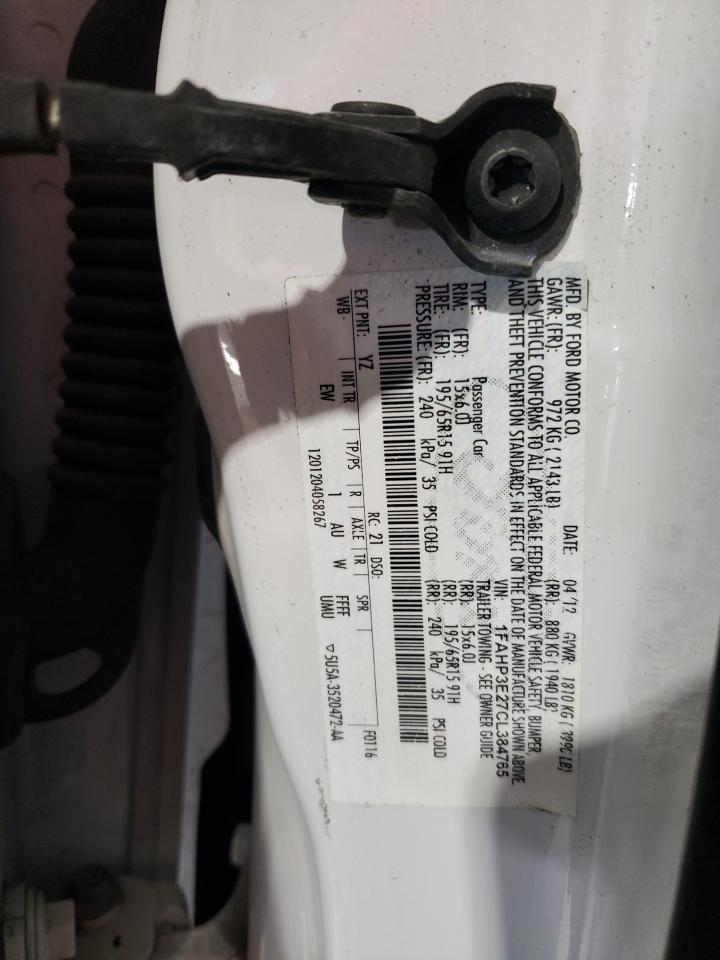 MFD. BY FORD MOTOR CO.
DATE: 04/12 GVWR: 1810 KG (3990 LB)
GAWR: (FR): 972 KG (2143 LB) (RR): 880 KG (1940 LB)
THIS VEHICLE CONFORMS TO ALL APPLICABLE FEDERAL MOTOR VEHICLE SAFETY, BUMPER,
AND THEFT PREVENTION STANDARDS IN EFFECT ON THE DATE OF MANUFACTURE SHOWN ABOVE.
VIN: 1FAHP3E27CL384765
TYPE: Passenger Car TRAILER TOWING - SEE OWNER GUIDE
RIM: (FR): 15x6.0J (RR): 15x6.0J
TIRE: (FR): 195/65R15 91H (RR): 195/65R15 91H
PRESSURE: (FR): 240 kPa/ 35 PSI COLD (RR): 240 kPa/ 35 PSI COLD
EXT PNT: YZ RC: 21 DSO: F0116
WB INT TR TP/PS R AXLE TR SPR
EW 1 AU W FFFF
UMU
1201204058267 ▽5U5A-3520472-AA